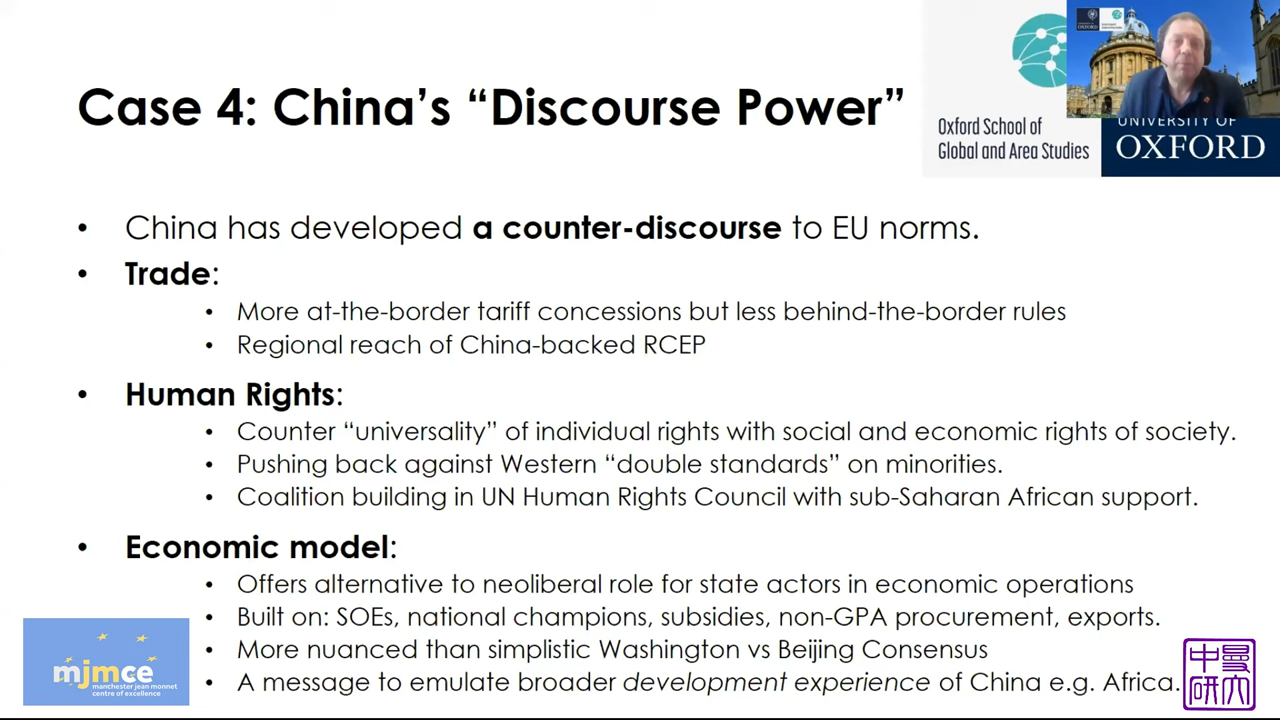 Case 4: China's “Discourse Power”
Oxford School of
Global and Area Studies
UNIVERSITY OF
OXFORD
OXFORD
• China has developed a counter-discourse to EU norms.
• Trade:
• More at-the-border tariff concessions but less behind-the-border rules
• Regional reach of China-backed RCEP
• Human Rights:
• Counter “universality” of individual rights with social and economic rights of society.
• Pushing back against Western “double standards” on minorities.
• Coalition building in UN Human Rights Council with sub-Saharan African support.
• Economic model:
• Offers alternative to neoliberal role for state actors in economic operations
• Built on: SOEs, national champions, subsidies, non-GPA procurement, exports.
• More nuanced than simplistic Washington vs Beijing Consensus
• A message to emulate broader development experience of China e.g. Africa.
mjmce
manchester jean monnet
centre of excellence
中曼
研究